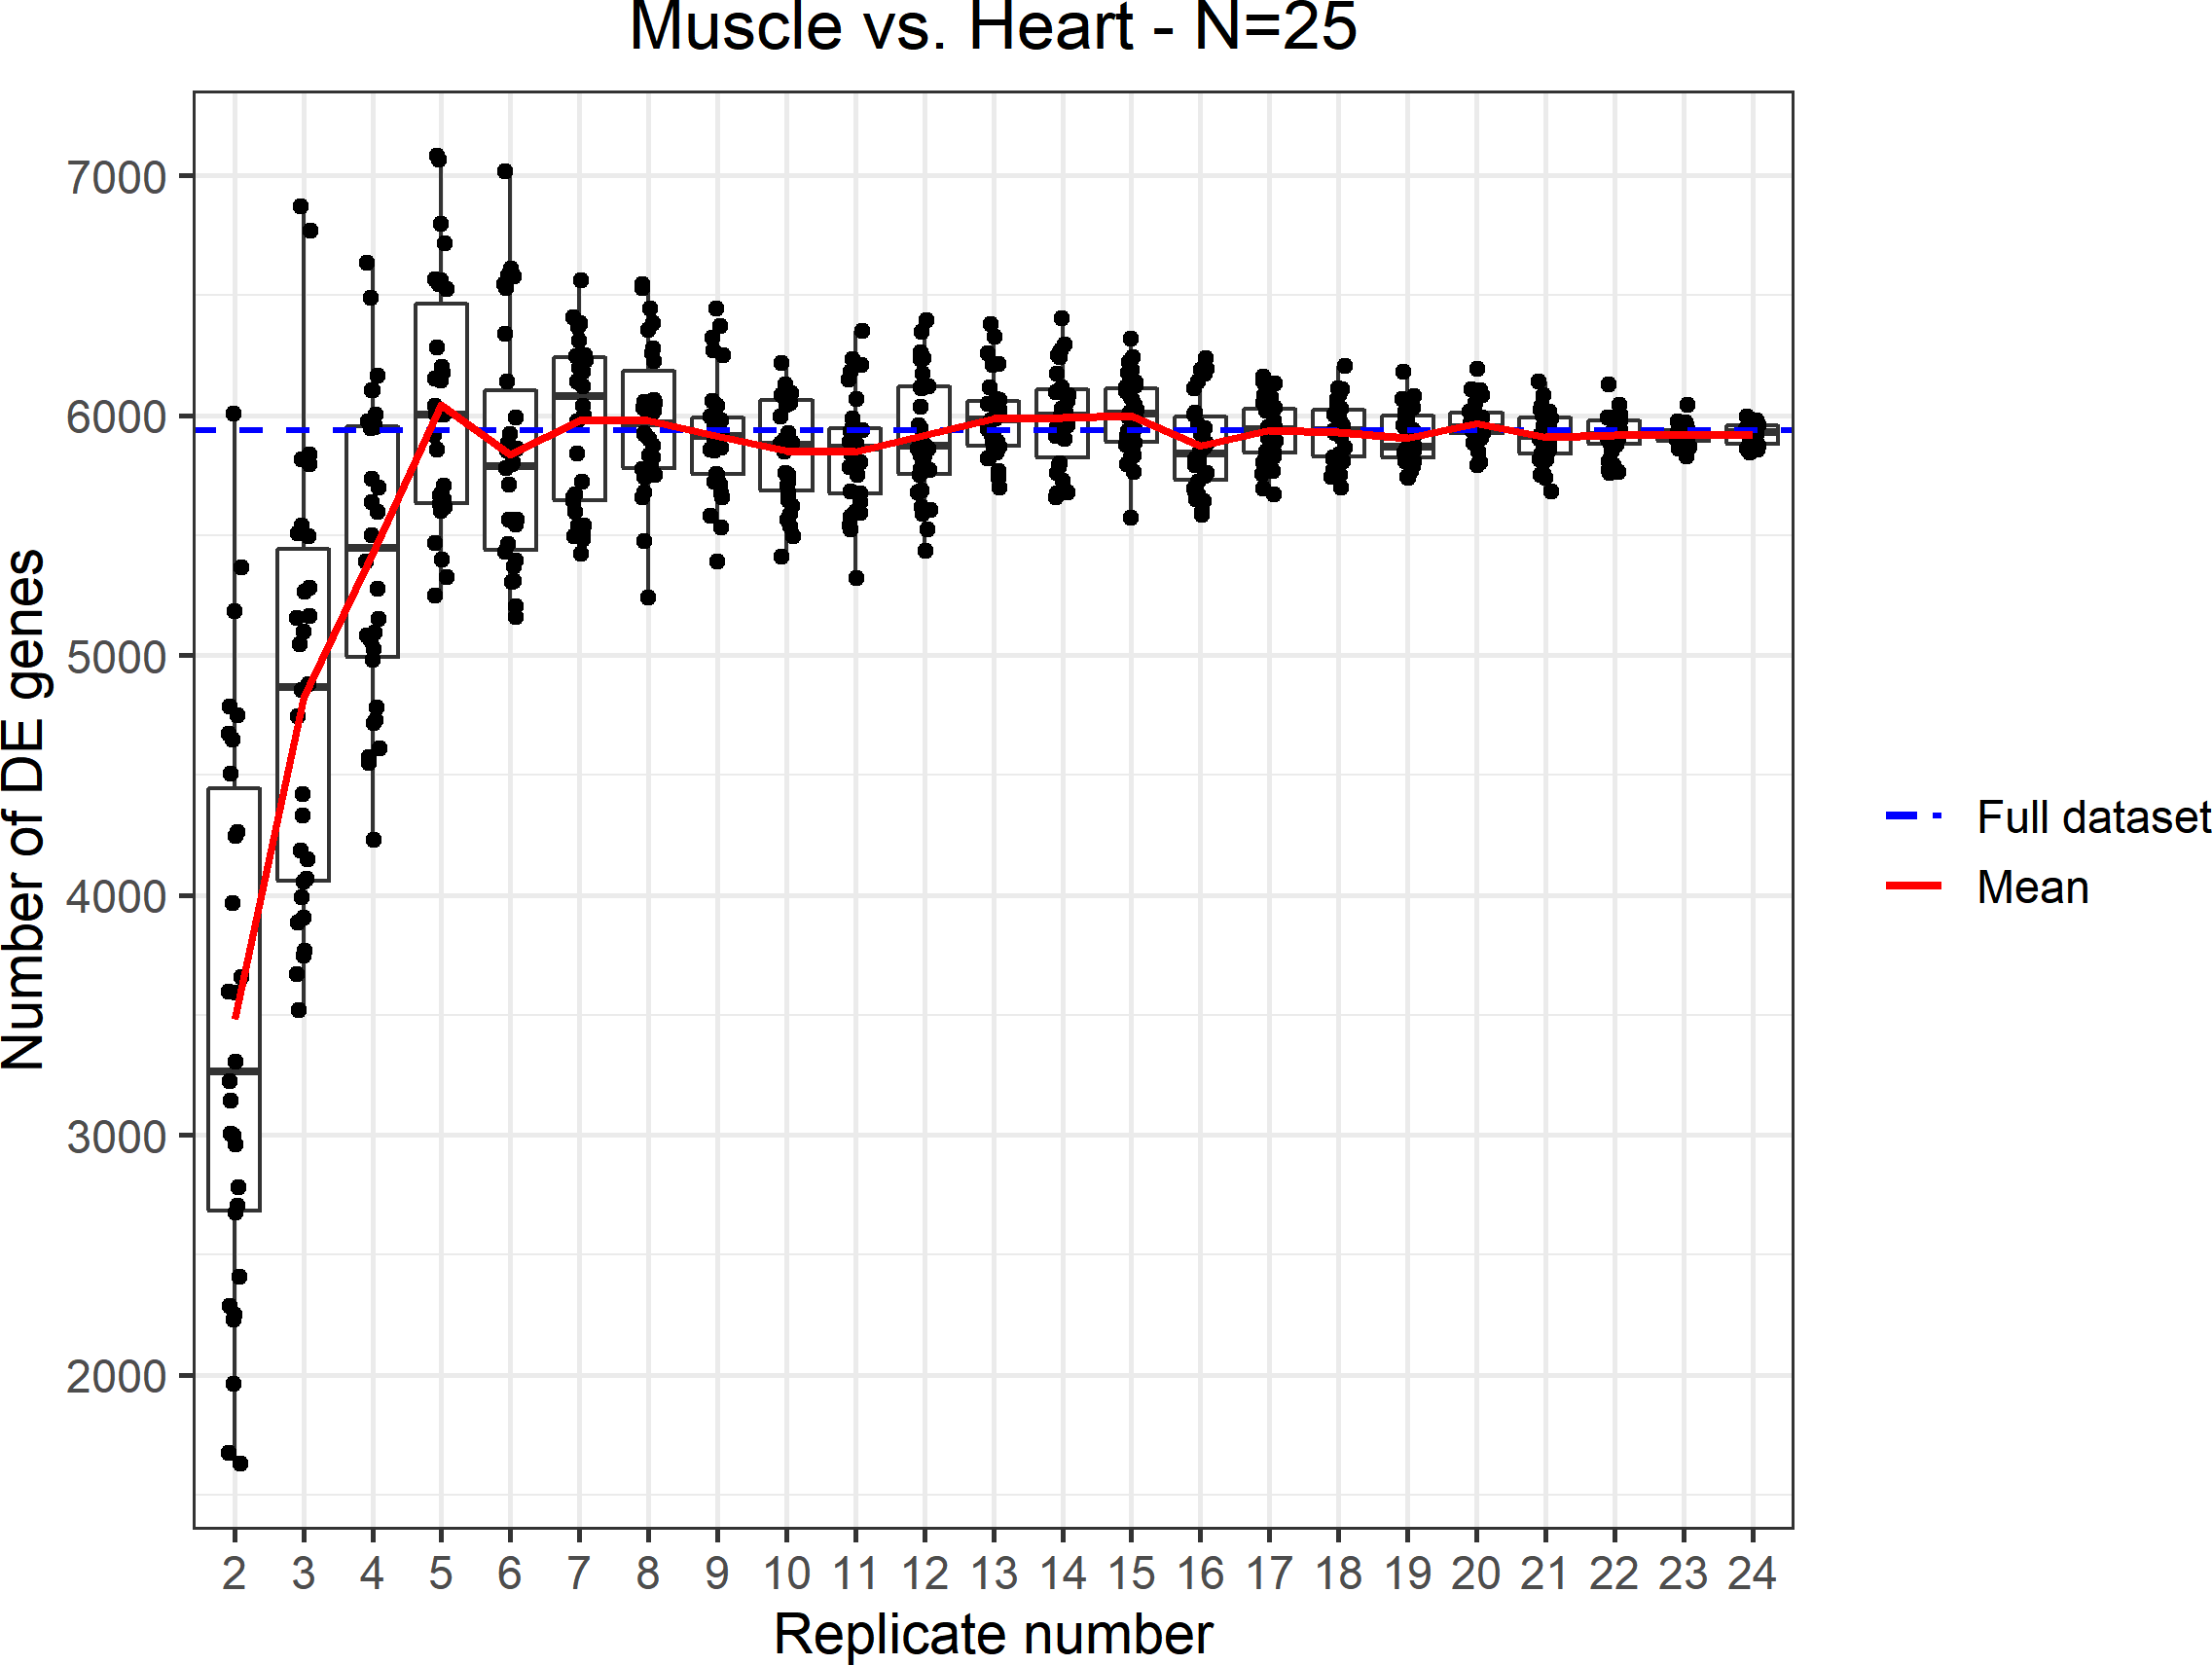 Muscle vs. Heart - N=25
Number of DE genes
7000
6000
5000
4000
3000
2000
2 3 4 5 6 7 8 9 10 11 12 13 14 15 16 17 18 19 20 21 22 23 24
Replicate number
Full dataset
Mean